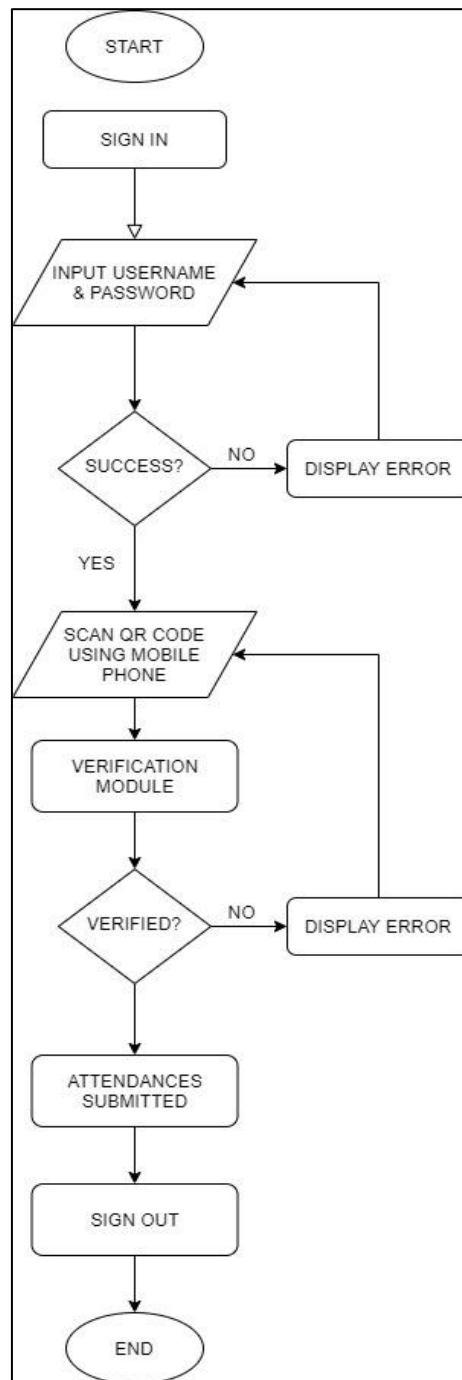 START
SIGN IN
INPUT USERNAME
& PASSWORD
SUCCESS?
NO
DISPLAY ERROR
YES
SCAN QR CODE
USING MOBILE
PHONE
VERIFICATION
MODULE
VERIFIED?
NO
DISPLAY ERROR
ATTENDANCES
SUBMITTED
SIGN OUT
END